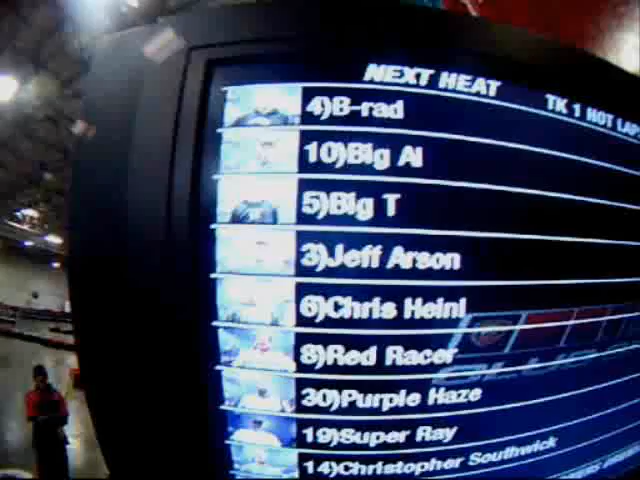 NEXT HEAT
TK 1 HOT
4)B-rad
10)Big Al
5)Big T
3)Jeff Arson
6)Chris Heinl
8)Red Racer
30)Purple Haze
19)Super Ray
14)Christopher Southwick